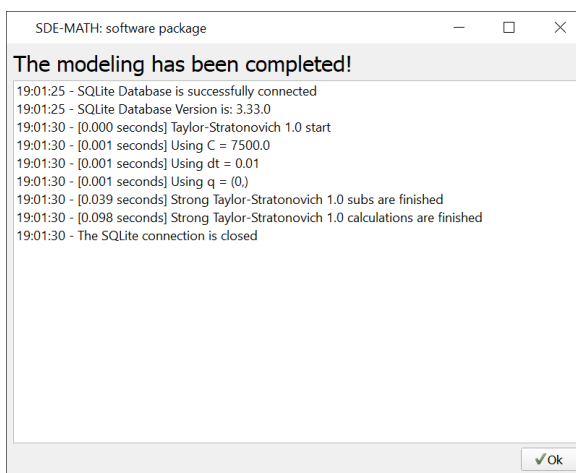 SDE-MATH: software package
The modeling has been completed!
19:01:25 - SQLite Database is successfully connected
19:01:25 - SQLite Database Version is: 3.33.0
19:01:30 - [0.000 seconds] Taylor-Stratonovich 1.0 start
19:01:30 - [0.001 seconds] Using C = 7500.0
19:01:30 - [0.001 seconds] Using dt = 0.01
19:01:30 - [0.001 seconds] Using q = (0,)
19:01:30 - [0.039 seconds] Strong Taylor-Stratonovich 1.0 subs are finished
19:01:30 - [0.098 seconds] Strong Taylor-Stratonovich 1.0 calculations are finished
19:01:30 - The SQLite connection is closed
Ok